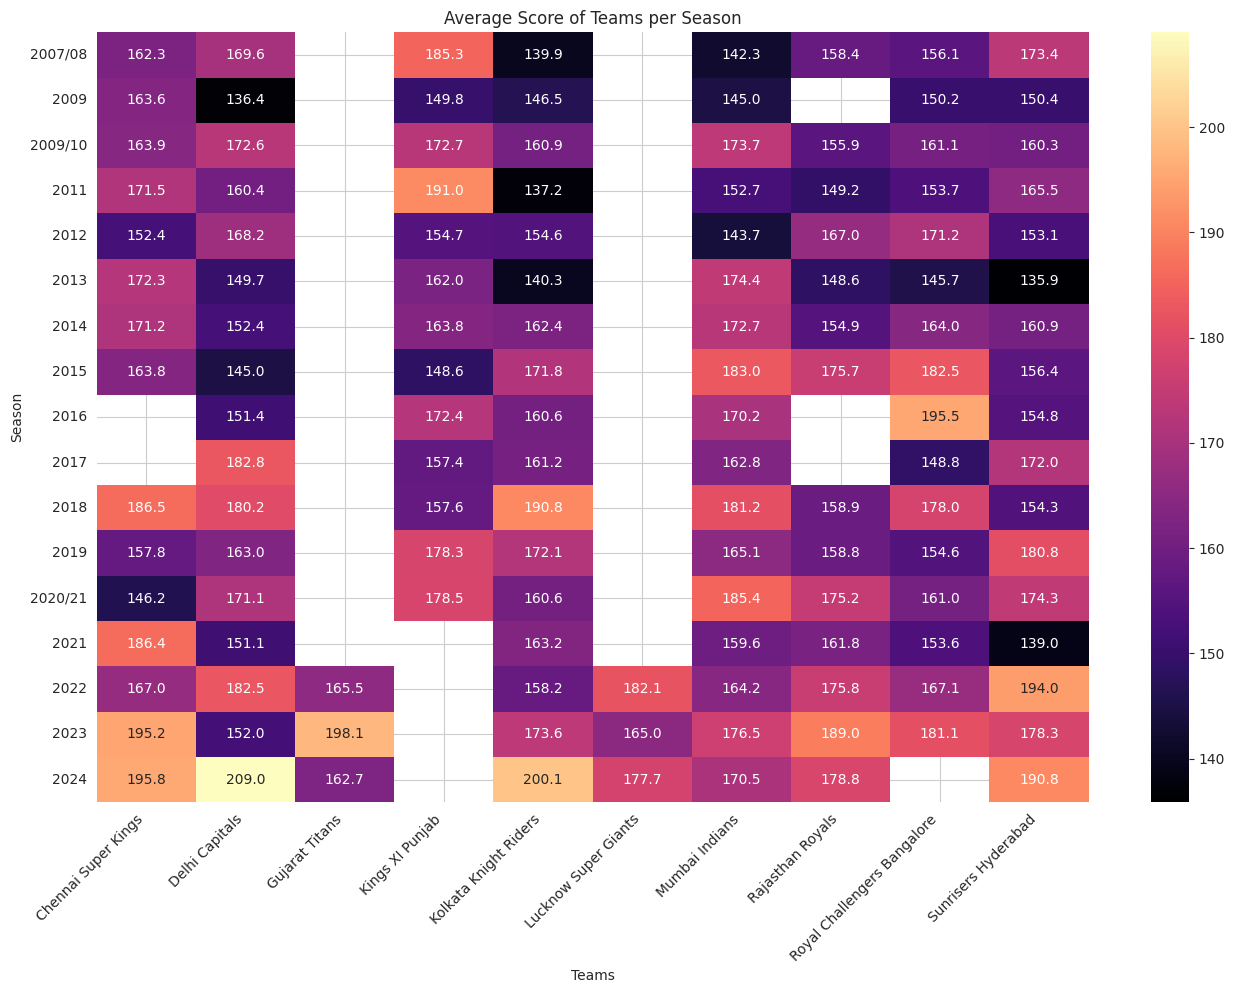 Average Score of Teams per Season
2007/08 162.3 169.6 185.3 139.9 142.3 158.4 156.1 173.4
2009 163.6 136.4 149.8 146.5 145.0 150.2 150.4
200
2009/10 163.9 172.6 172.7 160.9 173.7 155.9 161.1 160.3
2011 171.5 160.4 191.0 137.2 152.7 149.2 153.7 165.5
190
2012 152.4 168.2 154.7 154.6 143.7 167.0 171.2 153.1
2013 172.3 149.7 162.0 140.3 174.4 148.6 145.7 135.9
2014 171.2 152.4 163.8 162.4 172.7 154.9 164.0 160.9
180
2015 163.8 145.0 148.6 171.8 183.0 175.7 182.5 156.4
Season
2016 151.4 172.4 160.6 170.2 195.5 154.8
170
2017 182.8 157.4 161.2 162.8 148.8 172.0
2018 186.5 180.2 157.6 190.8 181.2 158.9 178.0 154.3
2019 157.8 163.0 178.3 172.1 165.1 158.8 154.6 180.8
160
2020/21 146.2 171.1 178.5 160.6 185.4 175.2 161.0 174.3
2021 186.4 151.1 163.2 159.6 161.8 153.6 139.0
150
2022 167.0 182.5 165.5 158.2 182.1 164.2 175.8 167.1 194.0
2023 195.2 152.0 198.1 173.6 165.0 176.5 189.0 181.1 178.3
140
2024 195.8 209.0 162.7 200.1 177.7 170.5 178.8 190.8
Chennai Super Kings
Delhi Capitals
Gujarat Titans
Kings XI Punjab
Kolkata Knight Riders
Lucknow Super Giants
Mumbai Indians
Rajasthan Royals
Royal Challengers Bangalore
Sunrisers Hyderabad
Teams